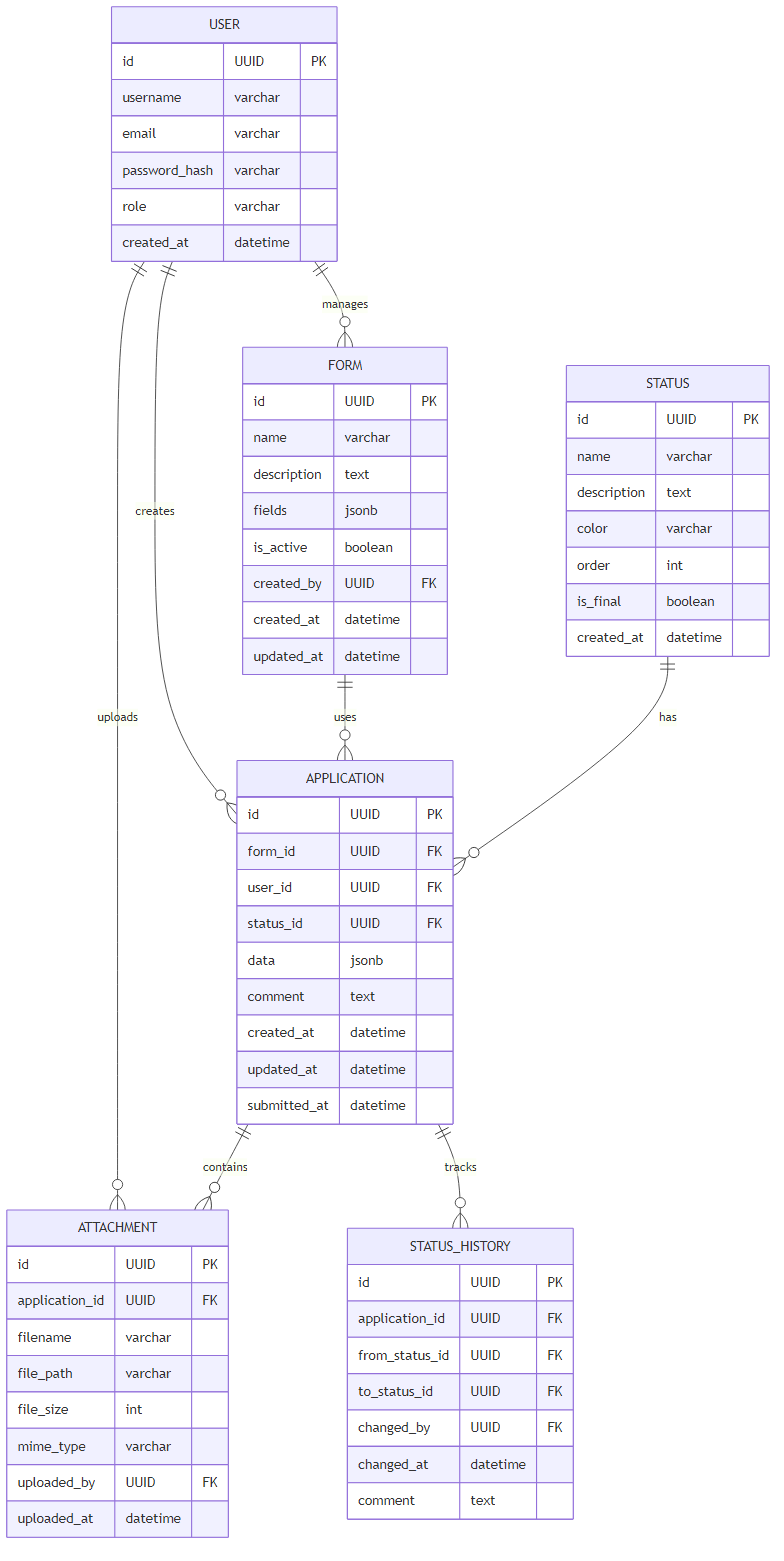 USER
id UUID PK
username varchar
email varchar
password_hash varchar
role varchar
created_at datetime
manages
FORM
id UUID PK
name varchar
description text
fields jsonb
is_active boolean
created_by UUID FK
created_at datetime
updated_at datetime
STATUS
id UUID PK
name varchar
description text
color varchar
order int
is_final boolean
created_at datetime
creates
uploads
uses
has
APPLICATION
id UUID PK
form_id UUID FK
user_id UUID FK
status_id UUID FK
data jsonb
comment text
created_at datetime
updated_at datetime
submitted_at datetime
contains
tracks
ATTACHMENT
id UUID PK
application_id UUID FK
filename varchar
file_path varchar
file_size int
mime_type varchar
uploaded_by UUID FK
uploaded_at datetime
STATUS_HISTORY
id UUID PK
application_id UUID FK
from_status_id UUID FK
to_status_id UUID FK
changed_by UUID FK
changed_at datetime
comment text